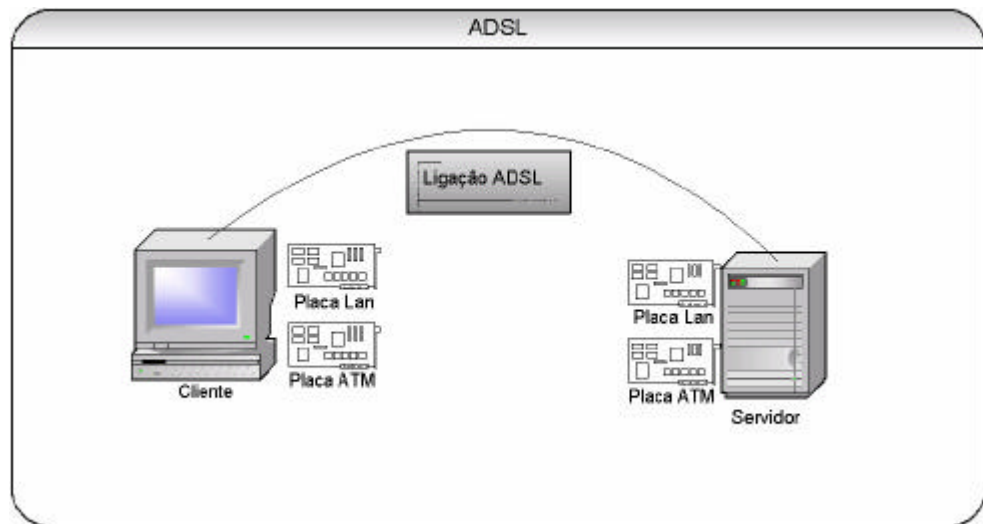 ADSL
Ligação ADSL
Placa Lan
Placa ATM
Cliente
Placa Lan
Placa ATM
Servidor